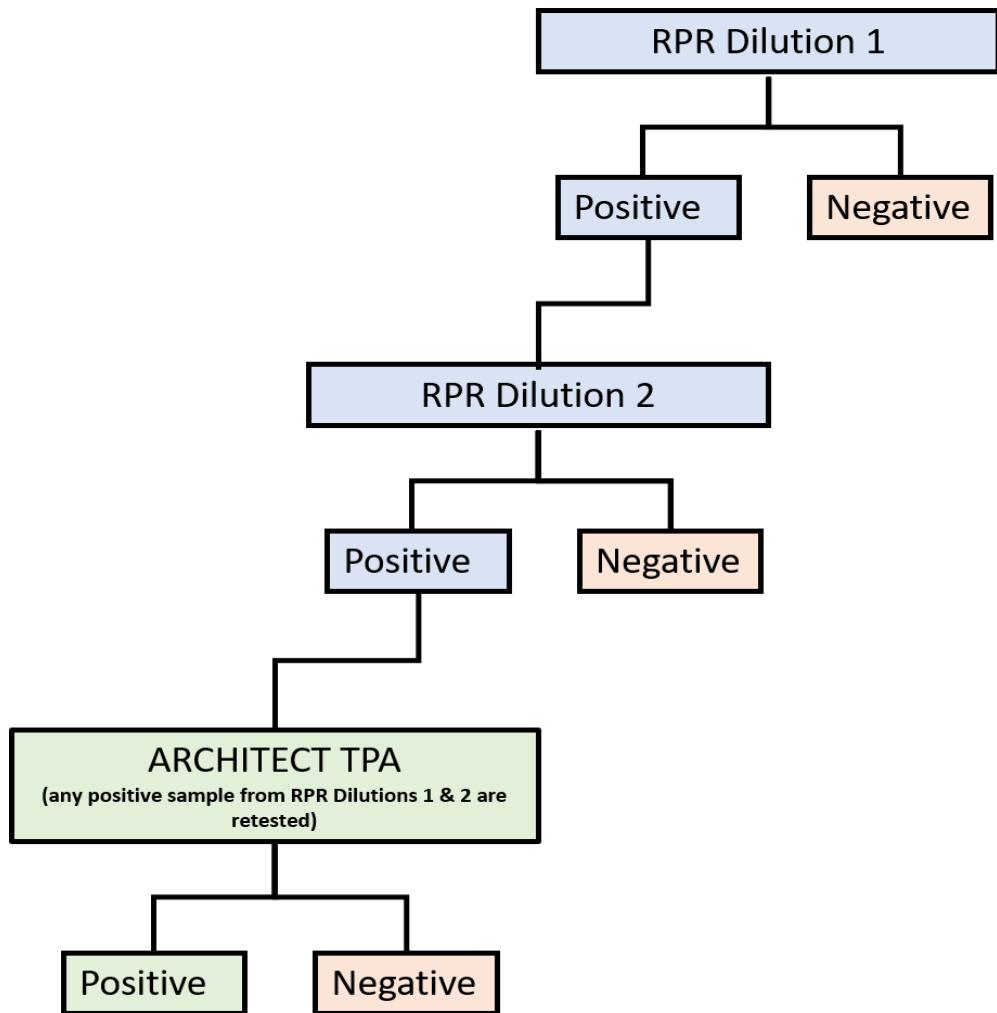 RPR Dilution 1
Positive
Negative
RPR Dilution 2
Positive
Negative
ARCHITECT TPA
(any positive sample from RPR Dilutions 1 & 2 are
retested)
Positive
Negative